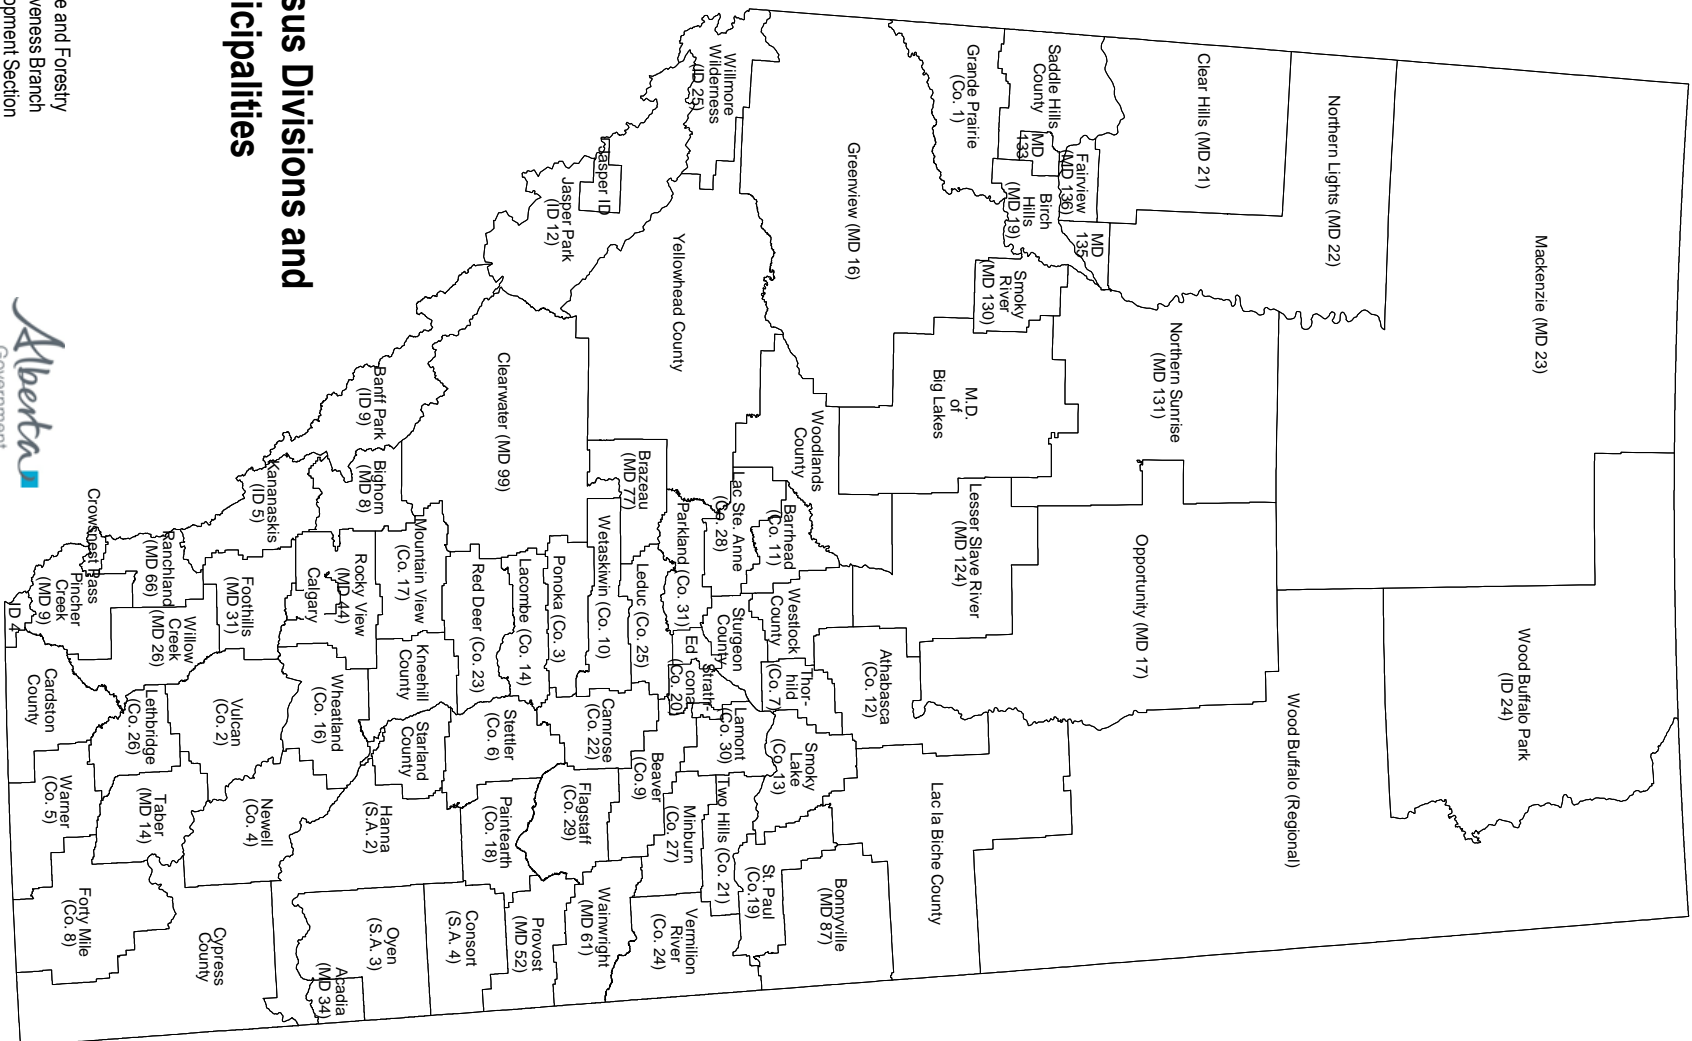 sus Divisions and
icipalities
e and Forestry
veness Branch
opment Section
Alberta
Government
Mackenzie (MD 23)
Wood Buffalo Park
(ID 24)
Northern Lights (MD 22)
Clear Hills (MD 21)
Wood Buffalo (Regional)
Northern Sunrise
(MD 131)
Opportunity (MD 17)
Saddle Hills
County
MD
133
Fairview
(MD 136)
MD
135
Birch
Hills
(MD 19)
Smoky
River
(MD 130)
Grande Prairie
(Co. 1)
Greenview (MD 16)
M.D.
of
Big Lakes
Lesser Slave River
(MD 124)
Athabasca
(Co. 12)
Lac la Biche County
Woodlands
County
Barrhead
(Co. 11)
Westlock
County
Thor-
hild
(Co. 7)
Smoky
Lake
(Co. 13)
Bonnyville
(MD 87)
St. Paul
(Co.19)
Willmore
Wilderness
(ID 25)
Yellowhead County
Lac Ste. Anne
(Co. 28)
Sturgeon
County
Lamont
(Co. 30)
Two Hills (Co. 21)
Parkland (Co. 31)
Ed
Strath-
cona
(Co. 20)
Minburn
(Co. 27)
Vermilion
River
(Co. 24)
Jasper ID
Jasper Park
(ID 12)
Brazeau
(MD 77)
Leduc (Co. 25)
Beaver
(Co.9)
Wetaskiwin (Co. 10)
Camrose
(Co. 22)
Flagstaff
(Co. 29)
Wainwright
(MD 61)
Clearwater (MD 99)
Ponoka (Co. 3)
Lacombe (Co. 14)
Red Deer (Co. 23)
Stettler
(Co. 6)
Paintearth
(Co. 18)
Provost
(MD 52)
Consort
(S.A. 4)
Banff Park
(ID 9)
Bighorn
(MD 8)
Mountain View
(Co. 17)
Kneehill
County
Starland
County
Hanna
(S.A. 2)
Oyen
(S.A. 3)
Acadia
(MD 34)
Rocky View
(MD 44)
Calgary
Wheatland
(Co. 16)
Kananaskis
(ID 5)
Foothills
(MD 31)
Vulcan
(Co. 2)
Newell
(Co. 4)
Cypress
County
Ranchland
(MD 66)
Willow
Creek
(MD 26)
Lethbridge
(Co. 26)
Taber
(MD 14)
Forty Mile
(Co. 8)
Crowsnest Pass
Pincher
Creek
(MD 9)
ID 4
Cardston
County
Warner
(Co. 5)